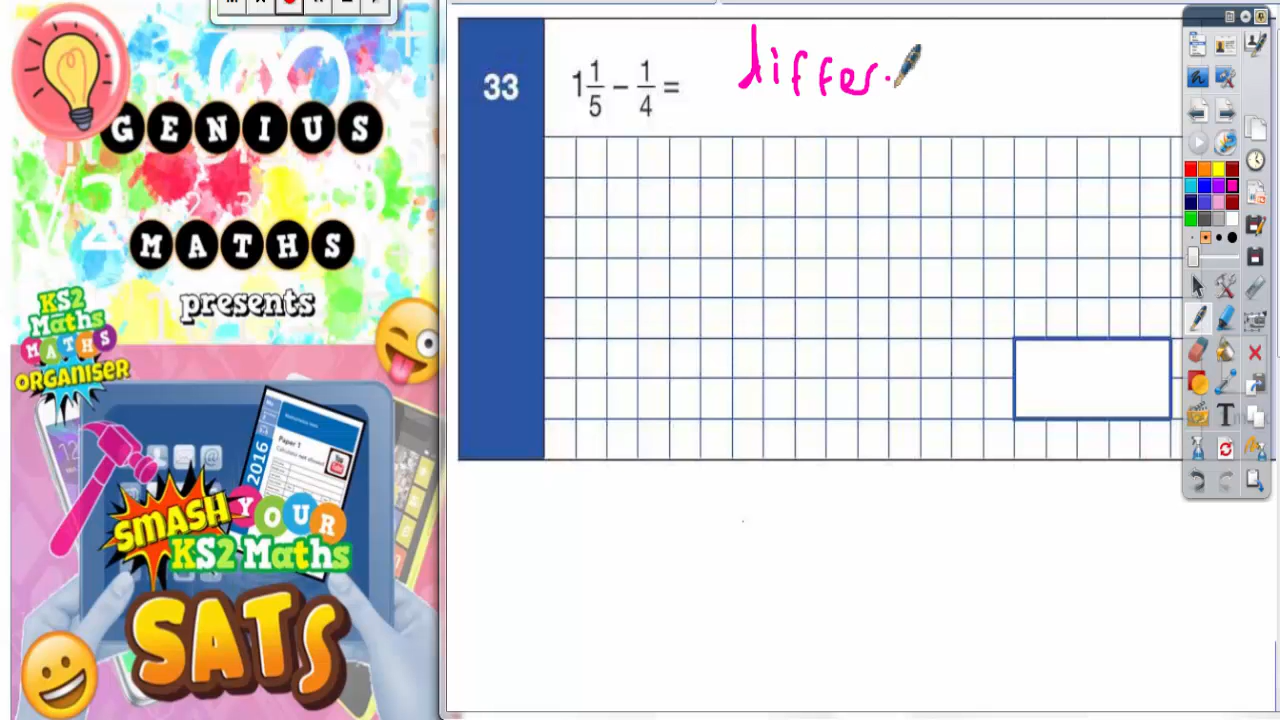 GENIUS
MATHS
presents
KS2
Maths
MATHS
ORGANISER
2016
Paper 1
SMASH YOUR
KS2 Maths
SATS
33
1 1/5 − 1/4 =
differ
T